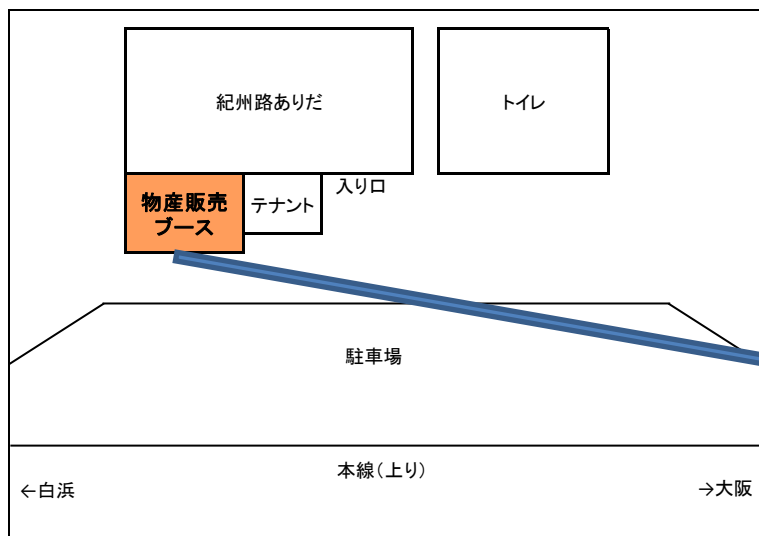 紀州路ありだ
トイレ
物産販売
ブース
テナント
入り口
駐車場
本線（上り）
←白浜
→大阪